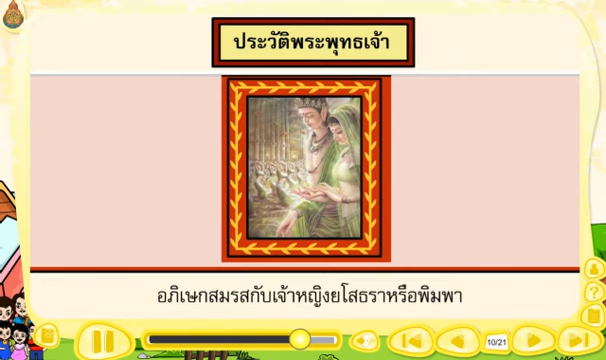 ประวัติพระพุทธเจ้า
อภิเษกสมรสกับเจ้าหญิงยโสธราหรือพิมพา
10/21
?